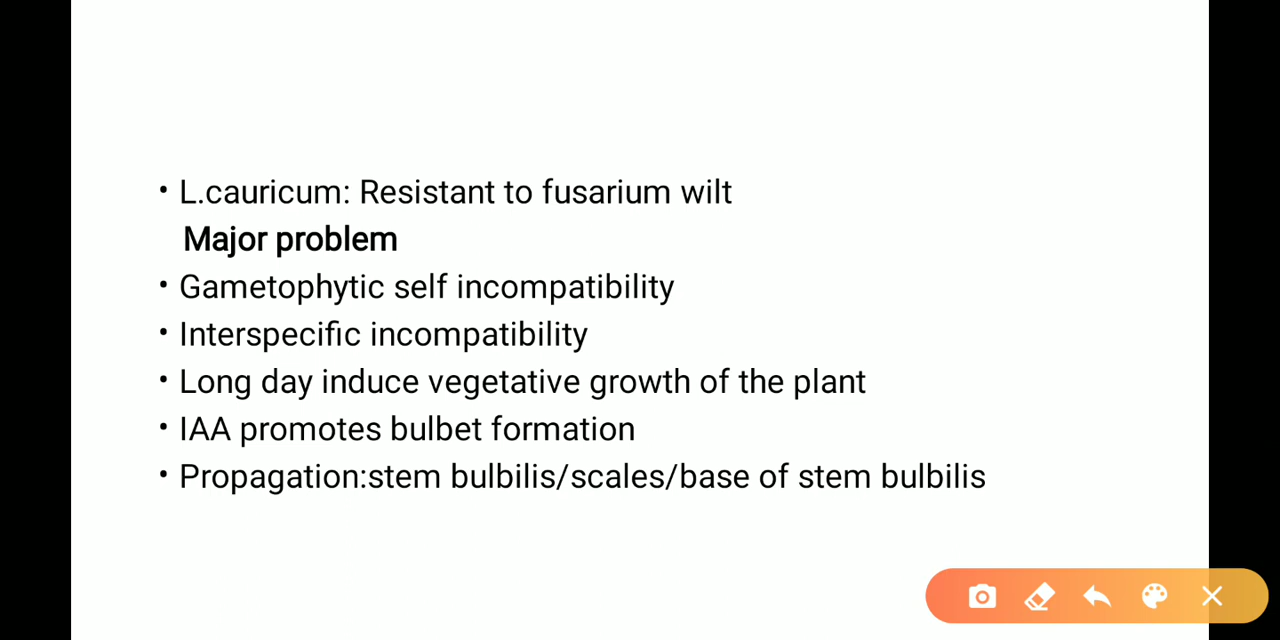 • L.cauricum: Resistant to fusarium wilt
Major problem
• Gametophytic self incompatibility
• Interspecific incompatibility
• Long day induce vegetative growth of the plant
• IAA promotes bulbet formation
• Propagation:stem bulbilis/scales/base of stem bulbilis